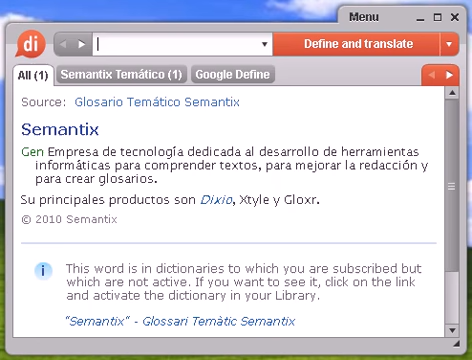 Menu
di
Define and translate
All (1)
Semantix Temático (1)
Google Define
Source: Glosario Temático Semantix
Semantix
Gen Empresa de tecnología dedicada al desarrollo de herramientas
informáticas para comprender textos, para mejorar la redacción y
para crear glosarios.
Su principales productos son Dixio, Xtyle y Gloxr.
© 2010 Semantix
i
This word is in dictionaries to which you are subscribed but
which are not active. If you want to see it, click on the link
and activate the dictionary in your Library.
"Semantix" - Glossari Temàtic Semantix